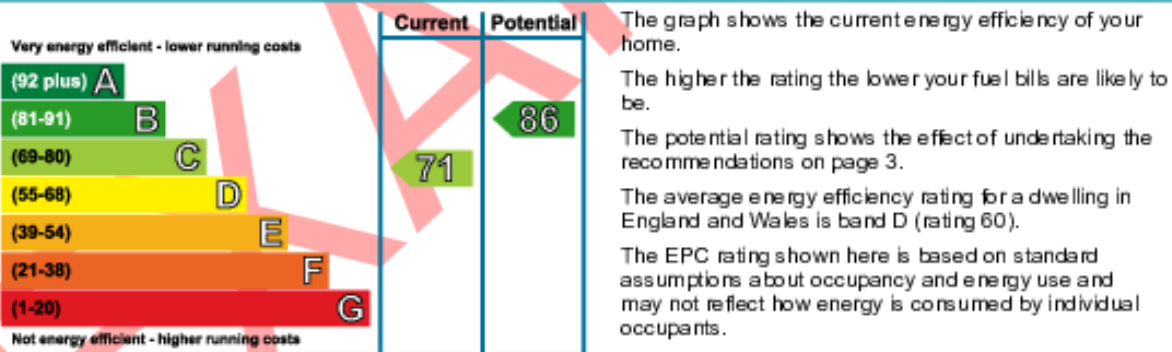 Current Potential
Very energy efficient - lower running costs
(92 plus) A
(81-91) B
(69-80) C
(55-68) D
(39-54) E
(21-38) F
(1-20) G
Not energy efficient - higher running costs
86
71
The graph shows the current energy efficiency of your
home.
The higher the rating the lower your fuel bills are likely to
be.
The potential rating shows the effect of undertaking the
recommendations on page 3.
The average energy efficiency rating for a dwelling in
England and Wales is band D (rating 60).
The EPC rating shown here is based on standard
assumptions about occupancy and energy use and
may not reflect how energy is consumed by individual
occupants.